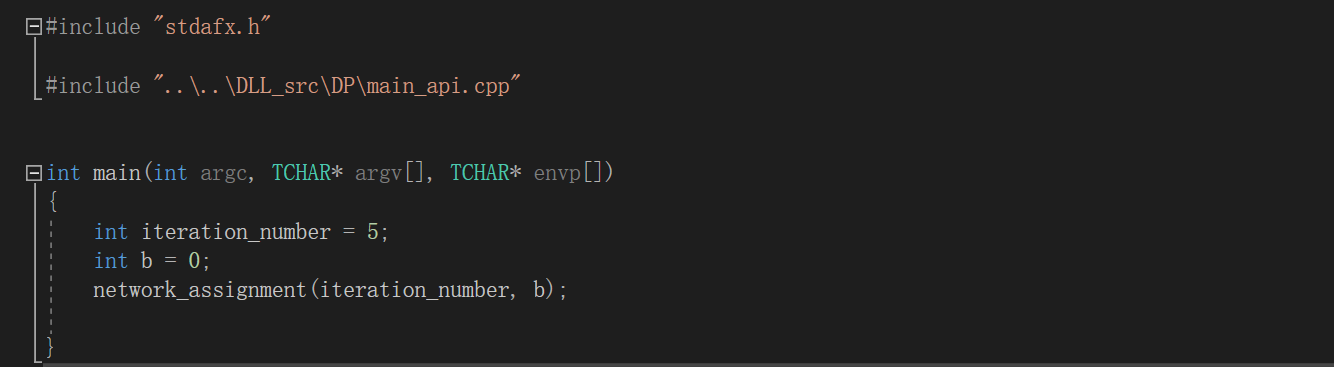 #include "stdafx.h"
#include "..\..\DLL_src\DP\main_api.cpp"
int main(int argc, TCHAR* argv[], TCHAR* envp[])
{
int iteration_number = 5;
int b = 0;
network_assignment(iteration_number, b);
}